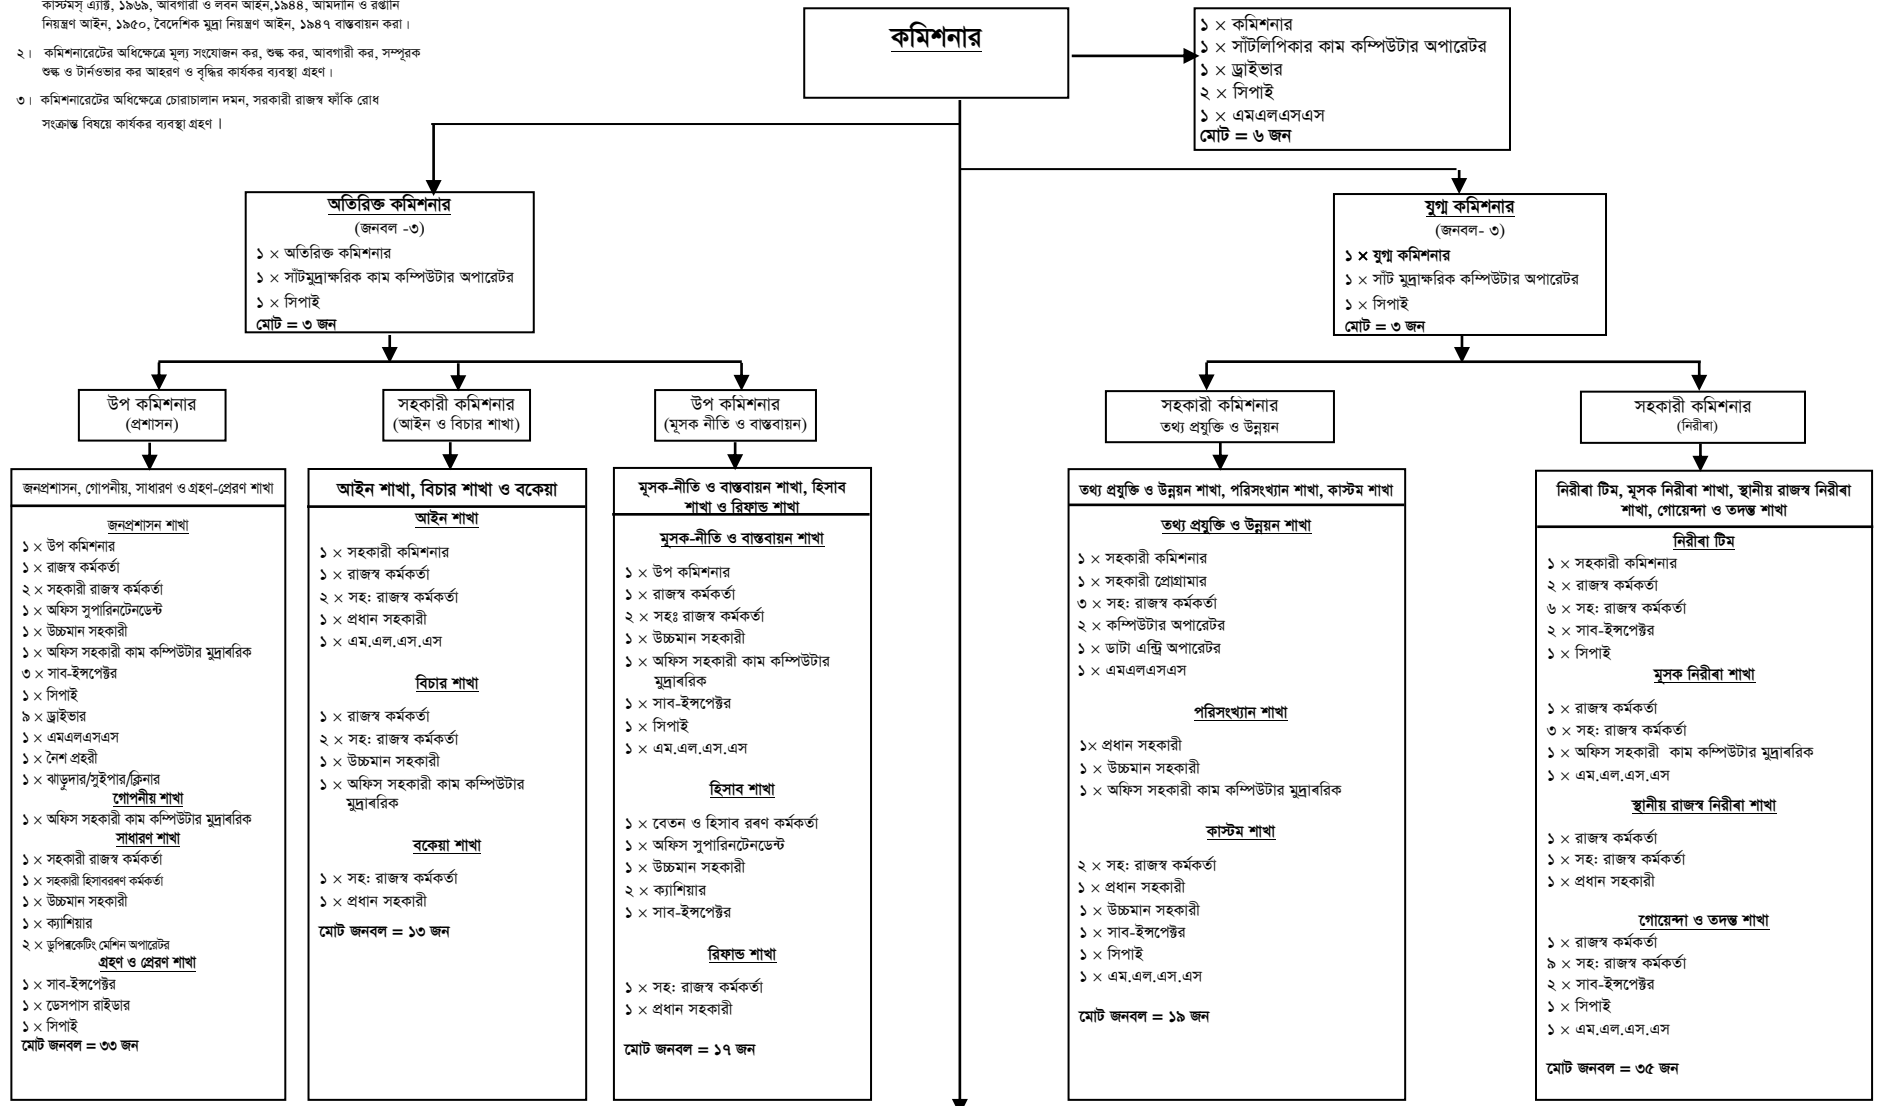 কাস্টমস্ এ্যাক্ট, ১৯৬৯, আবগারী ও লবন আইন,১৯৪৪, আমদানি ও রপ্তানি
নিয়ন্ত্রণ আইন, ১৯৫০, বৈদেশিক মুদ্রা নিয়ন্ত্রণ আইন, ১৯৪৭ বাস্তবায়ন করা।
২। কমিশনারেটের অধিক্ষেত্রে মূল্য সংযোজন কর, শুল্ক কর, আবগারী কর, সম্পূরক
শুল্ক ও টার্নওভার কর আহরণ ও বৃদ্ধির কার্যকর ব্যবস্থা গ্রহণ।
৩। কমিশনারেটের অধিক্ষেত্রে চোরাচালান দমন, সরকারী রাজস্ব ফাঁকি রোধ
সংক্রান্ত বিষয়ে কার্যকর ব্যবস্থা গ্রহণ ।
কমিশনার
১ × কমিশনার
১ × সাঁটলিপিকার কাম কম্পিউটার অপারেটর
১ × ড্রাইভার
২ × সিপাই
১ × এমএলএসএস
মোট = ৬ জন
অতিরিক্ত কমিশনার
(জনবল -৩)
১ × অতিরিক্ত কমিশনার
১ × সাঁটমুদ্রাক্ষরিক কাম কম্পিউটার অপারেটর
১ × সিপাই
মোট = ৩ জন
যুগ্ম কমিশনার
(জনবল- ৩)
১ × যুগ্ম কমিশনার
১ × সাঁট মুদ্রাক্ষরিক কম্পিউটার অপারেটর
১ × সিপাই
মোট = ৩ জন
উপ কমিশনার
(প্রশাসন)
সহকারী কমিশনার
(আইন ও বিচার শাখা)
উপ কমিশনার
(মূসক নীতি ও বাস্তবায়ন)
সহকারী কমিশনার
তথ্য প্রযুক্তি ও উন্নয়ন
সহকারী কমিশনার
(নিরীৰা)
জনপ্রশাসন, গোপনীয়, সাধারণ ও গ্রহণ-প্রেরণ শাখা
জনপ্রশাসন শাখা
১ × উপ কমিশনার
১ × রাজস্ব কর্মকর্তা
২ × সহকারী রাজস্ব কর্মকর্তা
১ × অফিস সুপারিনটেনডেন্ট
১ × উচ্চমান সহকারী
১ × অফিস সহকারী কাম কম্পিউটার মুদ্রাৰরিক
৩ × সাব-ইন্সপেক্টর
১ × সিপাই
৯ × ড্রাইভার
১ × এমএলএসএস
১ × নৈশ প্রহরী
১ × ঝাড়ুদার/সুইপার/ক্লিনার
গোপনীয় শাখা
১ × অফিস সহকারী কাম কম্পিউটার মুদ্রাৰরিক
সাধারণ শাখা
১ × সহকারী রাজস্ব কর্মকর্তা
১ × সহকারী হিসাবরৰণ কর্মকর্তা
১ × উচ্চমান সহকারী
১ × ক্যাশিয়ার
২ × ডুপিৱকেটিং মেশিন অপারেটর
গ্রহণ ও প্রেরণ শাখা
১ × সাব-ইন্সপেক্টর
১ × ডেসপাস রাইডার
১ × সিপাই
মোট জনবল = ৩৩ জন
আইন শাখা, বিচার শাখা ও বকেয়া
আইন শাখা
১ × সহকারী কমিশনার
১ × রাজস্ব কর্মকর্তা
২ × সহ: রাজস্ব কর্মকর্তা
১ × প্রধান সহকারী
১ × এম.এল.এস.এস
বিচার শাখা
১ × রাজস্ব কর্মকর্তা
২ × সহ: রাজস্ব কর্মকর্তা
১ × উচ্চমান সহকারী
১ × অফিস সহকারী কাম কম্পিউটার
মুদ্রাৰরিক
বকেয়া শাখা
১ × সহ: রাজস্ব কর্মকর্তা
১ × প্রধান সহকারী
মোট জনবল = ১৩ জন
মূসক-নীতি ও বাস্তবায়ন শাখা, হিসাব
শাখা ও রিফান্ড শাখা
মূসক-নীতি ও বাস্তবায়ন শাখা
১ × উপ কমিশনার
১ × রাজস্ব কর্মকর্তা
২ × সহঃ রাজস্ব কর্মকর্তা
১ × উচ্চমান সহকারী
১ × অফিস সহকারী কাম কম্পিউটার
মুদ্রাৰরিক
১ × সাব-ইন্সপেক্টর
১ × সিপাই
১ × এম.এল.এস.এস
হিসাব শাখা
১ × বেতন ও হিসাব রৰণ কর্মকর্তা
১ × অফিস সুপারিনটেনডেন্ট
১ × উচ্চমান সহকারী
২ × ক্যাশিয়ার
১ × সাব-ইন্সপেক্টর
রিফান্ড শাখা
১ × সহ: রাজস্ব কর্মকর্তা
১ × প্রধান সহকারী
মোট জনবল = ১৭ জন
তথ্য প্রযুক্তি ও উন্নয়ন শাখা, পরিসংখ্যান শাখা, কাস্টম শাখা
তথ্য প্রযুক্তি ও উন্নয়ন শাখা
১ × সহকারী কমিশনার
১ × সহকারী প্রোগ্রামার
৩ × সহ: রাজস্ব কর্মকর্তা
২ × কম্পিউটার অপারেটর
১ × ডাটা এন্ট্রি অপারেটর
১ × এমএলএসএস
পরিসংখ্যান শাখা
১× প্রধান সহকারী
১ × উচ্চমান সহকারী
১ × অফিস সহকারী কাম কম্পিউটার মুদ্রাৰরিক
কাস্টম শাখা
২ × সহ: রাজস্ব কর্মকর্তা
১ × প্রধান সহকারী
১ × উচ্চমান সহকারী
১ × সাব-ইন্সপেক্টর
১ × সিপাই
১ × এম.এল.এস.এস
মোট জনবল = ১৯ জন
নিরীৰা টিম, মূসক নিরীৰা শাখা, স্থানীয় রাজস্ব নিরীৰা
শাখা, গোয়েন্দা ও তদন্ত শাখা
নিরীৰা টিম
১ × সহকারী কমিশনার
২ × রাজস্ব কর্মকর্তা
৬ × সহ: রাজস্ব কর্মকর্তা
২ × সাব-ইন্সপেক্টর
১ × সিপাই
মূসক নিরীৰা শাখা
১ × রাজস্ব কর্মকর্তা
৩ × সহ: রাজস্ব কর্মকর্তা
১ × অফিস সহকারী কাম কম্পিউটার মুদ্রাৰরিক
১ × এম.এল.এস.এস
স্থানীয় রাজস্ব নিরীৰা শাখা
১ × রাজস্ব কর্মকর্তা
১ × সহ: রাজস্ব কর্মকর্তা
১ × প্রধান সহকারী
গোয়েন্দা ও তদন্ত শাখা
১ × রাজস্ব কর্মকর্তা
৯ × সহ: রাজস্ব কর্মকর্তা
২ × সাব-ইন্সপেক্টর
১ × সিপাই
১ × এম.এল.এস.এস
মোট জনবল = ৩৫ জন